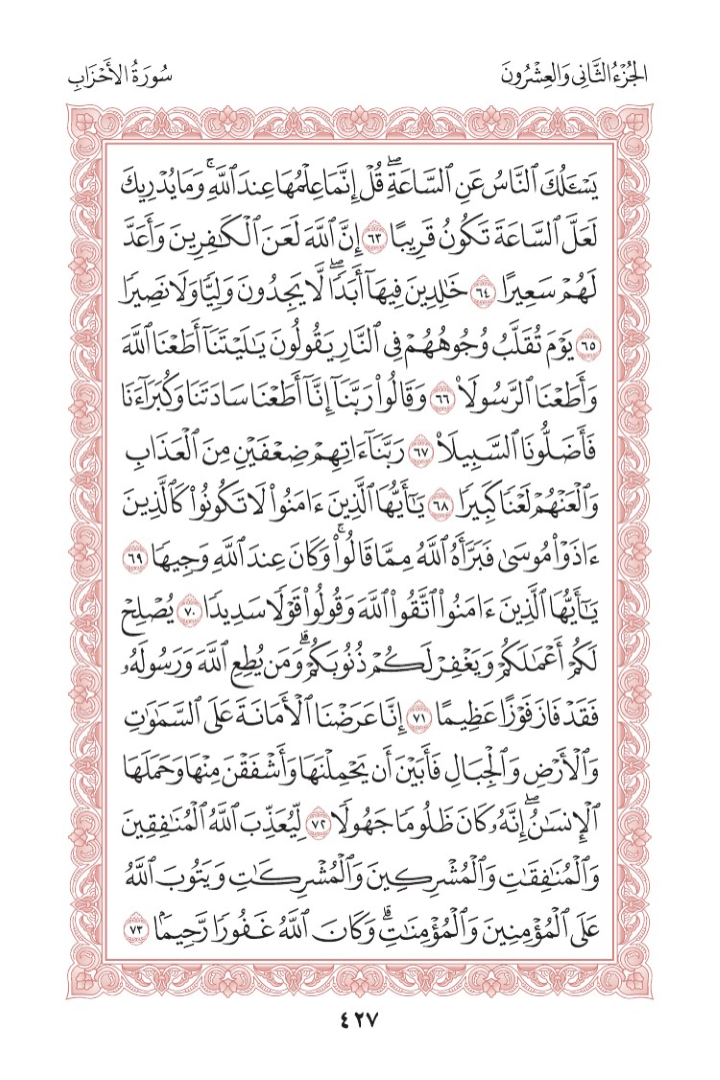 الجُزْءُ الثَّانِي وَالعِشْرُونَ
سُورَةُ الأَحْزَابِ
يَسْـَٔلُكَ ٱلنَّاسُ عَنِ ٱلسَّاعَةِۖ قُلْ إِنَّمَا عِلْمُهَا عِندَ ٱللَّهِۚ وَمَا يُدْرِيكَ
لَعَلَّ ٱلسَّاعَةَ تَكُونُ قَرِيبًا ٦٣ إِنَّ ٱللَّهَ لَعَنَ ٱلْكَٰفِرِينَ وَأَعَدَّ
لَهُمْ سَعِيرًا ٦٤ خَٰلِدِينَ فِيهَآ أَبَدًاۖ لَّا يَجِدُونَ وَلِيًّا وَلَا نَصِيرًا
٦٥ يَوْمَ تُقَلَّبُ وُجُوهُهُمْ فِي ٱلنَّارِ يَقُولُونَ يَٰلَيْتَنَآ أَطَعْنَا ٱللَّهَ
وَأَطَعْنَا ٱلرَّسُولَا۠ ٦٦ وَقَالُوا۟ رَبَّنَآ إِنَّآ أَطَعْنَا سَادَتَنَا وَكُبَرَآءَنَا
فَأَضَلُّونَا ٱلسَّبِيلَا۠ ٦٧ رَبَّنَآ ءَاتِهِمْ ضِعْفَيْنِ مِنَ ٱلْعَذَابِ
وَٱلْعَنْهُمْ لَعْنًا كَبِيرًا ٦٨ يَٰٓأَيُّهَا ٱلَّذِينَ ءَامَنُوا۟ لَا تَكُونُوا۟ كَٱلَّذِينَ
ءَاذَوْا۟ مُوسَىٰ فَبَرَّأَهُ ٱللَّهُ مِمَّا قَالُوا۟ۚ وَكَانَ عِندَ ٱللَّهِ وَجِيهًا ٦٩
يَٰٓأَيُّهَا ٱلَّذِينَ ءَامَنُوا۟ ٱتَّقُوا۟ ٱللَّهَ وَقُولُوا۟ قَوْلًا سَدِيدًا ٧٠ يُصْلِحْ
لَكُمْ أَعْمَٰلَكُمْ وَيَغْفِرْ لَكُمْ ذُنُوبَكُمْۗ وَمَن يُطِعِ ٱللَّهَ وَرَسُولَهُۥ
فَقَدْ فَازَ فَوْزًا عَظِيمًا ٧١ إِنَّا عَرَضْنَا ٱلْأَمَانَةَ عَلَى ٱلسَّمَٰوَٰتِ
وَٱلْأَرْضِ وَٱلْجِبَالِ فَأَبَيْنَ أَن يَحْمِلْنَهَا وَأَشْفَقْنَ مِنْهَا وَحَمَلَهَا
ٱلْإِنسَٰنُۖ إِنَّهُۥ كَانَ ظَلُومًا جَهُولًا ٧٢ لِّيُعَذِّبَ ٱللَّهُ ٱلْمُنَٰفِقِينَ
وَٱلْمُنَٰفِقَٰتِ وَٱلْمُشْرِكِينَ وَٱلْمُشْرِكَٰتِ وَيَتُوبَ ٱللَّهُ
عَلَى ٱلْمُؤْمِنِينَ وَٱلْمُؤْمِنَٰتِۗ وَكَانَ ٱللَّهُ غَفُورًا رَّحِيمًۢا ٧٣
٤٢٧